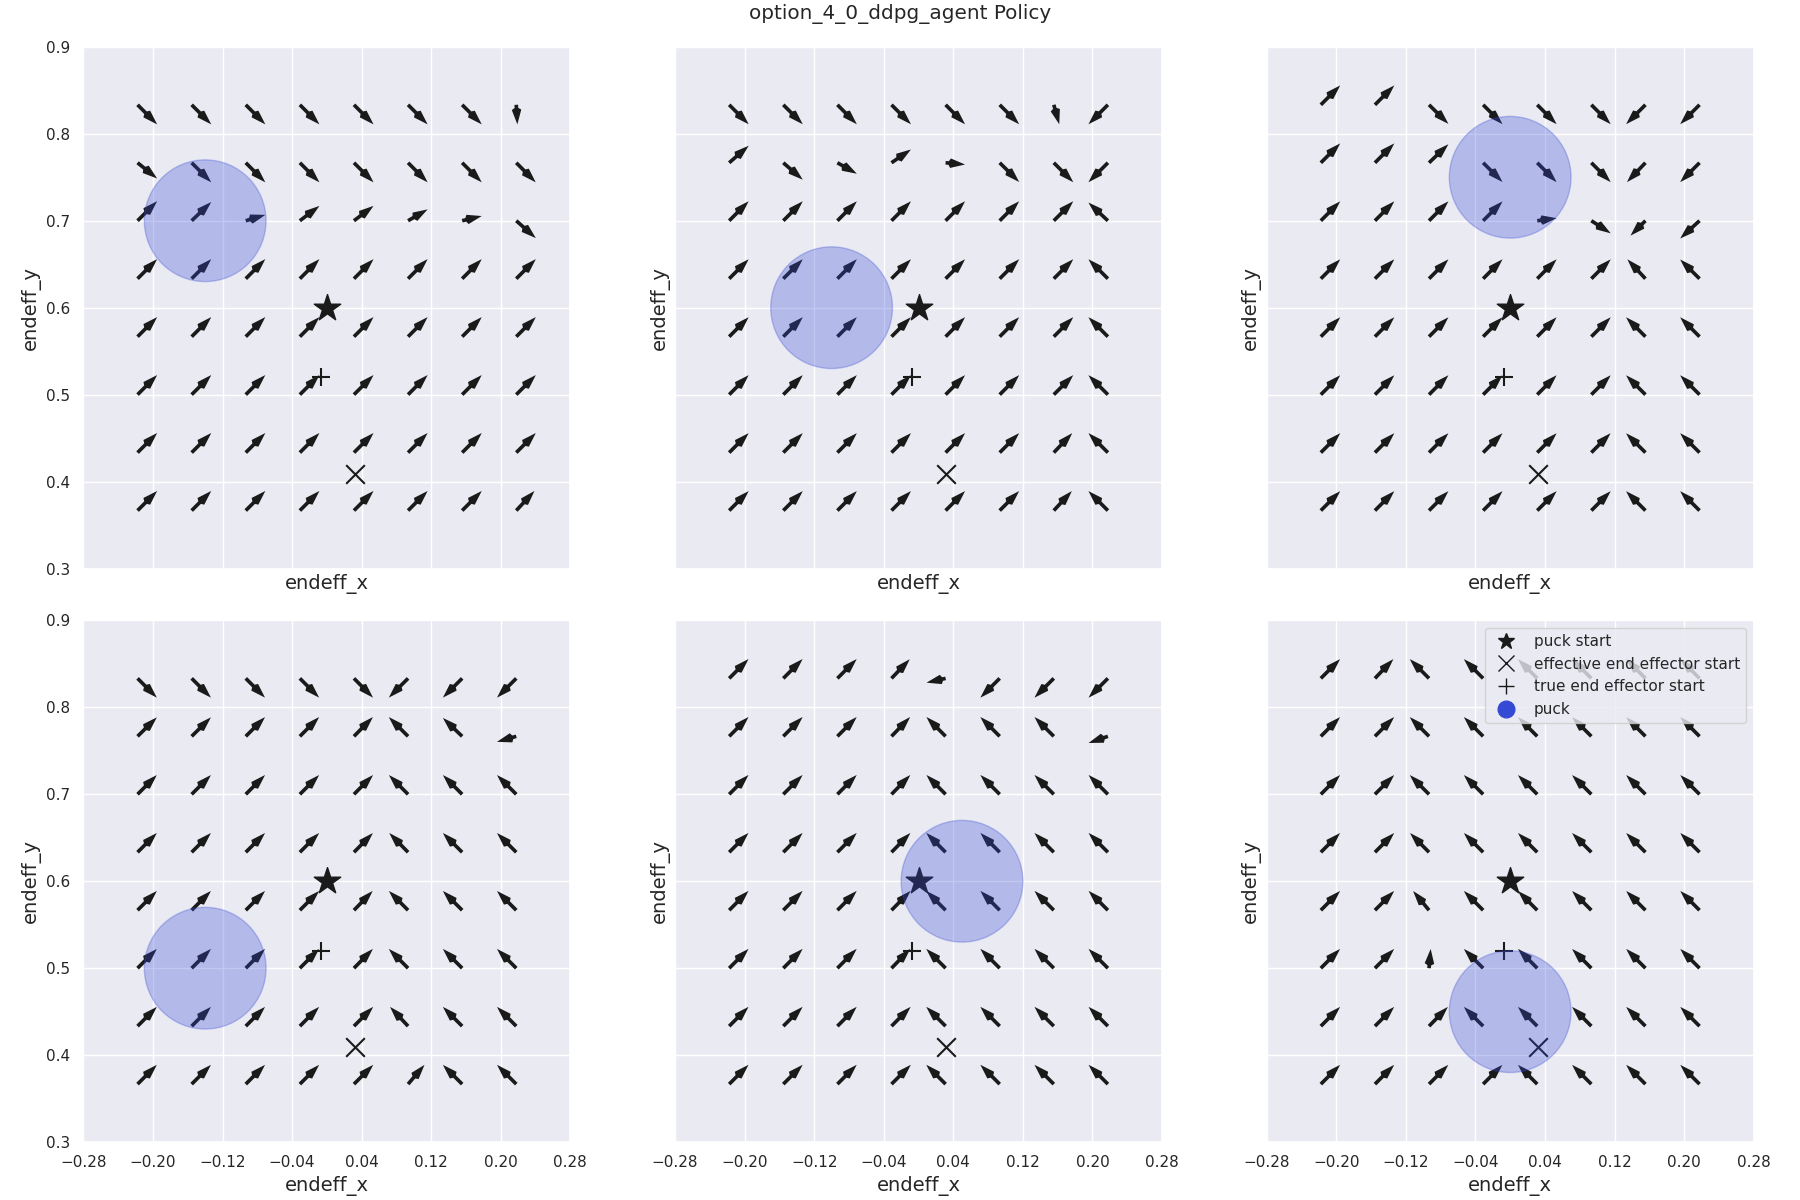 option_4_0_ddpg_agent Policy
0.9
0.8
0.7
0.6
0.5
0.4
0.3
endeff_y
endeff_x
endeff_y
endeff_x
endeff_y
endeff_x
0.9
0.8
0.7
0.6
0.5
0.4
0.3
endeff_y
−0.28 −0.20 −0.12 −0.04 0.04 0.12 0.20 0.28
endeff_x
endeff_y
−0.28 −0.20 −0.12 −0.04 0.04 0.12 0.20 0.28
endeff_x
endeff_y
puck start
effective end effector start
true end effector start
puck
−0.28 −0.20 −0.12 −0.04 0.04 0.12 0.20 0.28
endeff_x